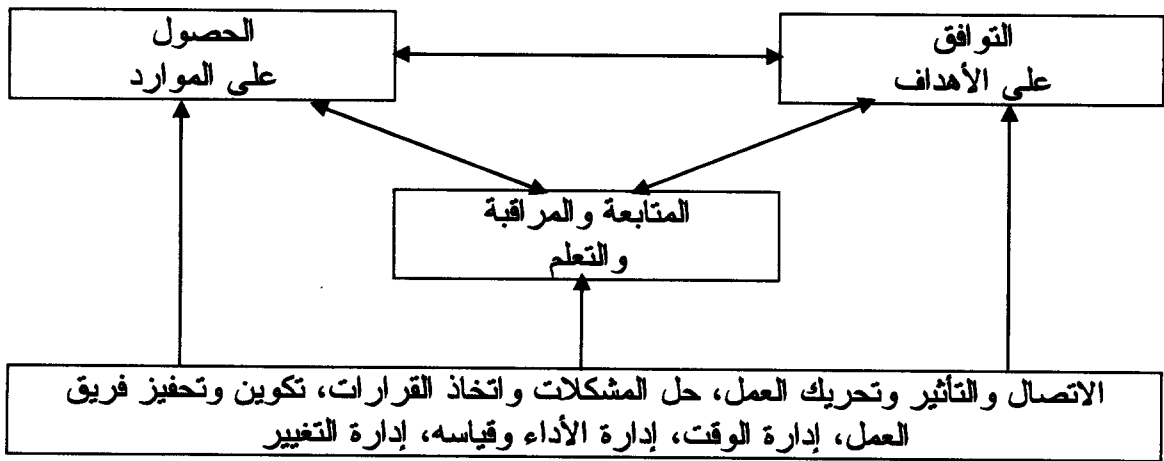 التوافق
على الأهداف
الحصول
على الموارد
المتابعة والمراقبة
والتعلم
الاتصال والتأثير وتحريك العمل، حل المشكلات واتخاذ القرارات، تكوين وتحفيز فريق
العمل، إدارة الوقت، إدارة الأداء وقياسه، إدارة التغيير